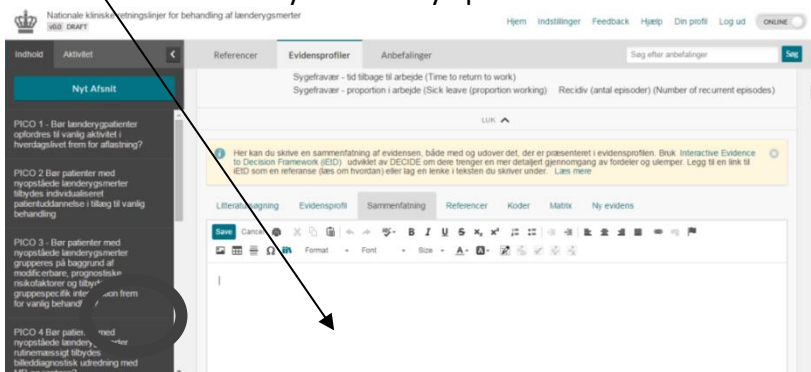 Nationale kliniske retningslinjer for behandling af lænderygsmerter
v0.0 DRAFT
Hjem Indstillinger Feedback Hjælp Din profil Log ud ONLINE
Indhold Aktivitet
Referencer Evidensprofiler Anbefalinger
Søg efter anbefalinger Søg
Nyt Afsnit
Sygefravær - tid tilbage til arbejde (Time to return to work)
Sygefravær - proportion i arbejde (Sick leave (proportion working) Recidiv (antal episoder) (Number of recurrent episodes)
LUK
PICO 1 - Bør lænderygpatienter
opfordres til vanlig aktivitet i
hverdagslivet frem for aflastning?
PICO 2 Bør patienter med
nyopståede lænderygsmerter
tilbydes individualiseret
patientuddannelse i tillæg til vanlig
behandling
PICO 3 - Bør patienter med
nyopståede lænderygsmerter
grupperes på baggrund af
modificerbare, prognostiske
risikofaktorer og tilbydes
gruppespecifik intervention frem
for vanlig
PICO 4 Bør med
nyopståede
rutinemæssigt tilbydes
billeddiagnostisk udredning med
Her kan du skrive en sammenfatning af evidensen, både med og udover det, der er præsenteret i evidensprofilen. Bruk Interactive Evidence
to Decision Framework (iEtD) udviklet av DECIDE om dere trenger en mer detaljert gjennomgang av fordeler og ulemper. Legg til en link til
iEtD som en referanse (læs om hvordan) eller lag en lenke i teksten du skriver under. Læs mere
Litteratursøgning Evidensprofil Sammenfatning Referencer Koder Matrix Ny evidens
Save Cancel B I U S x₂ x²
Ω Format Font Size A A